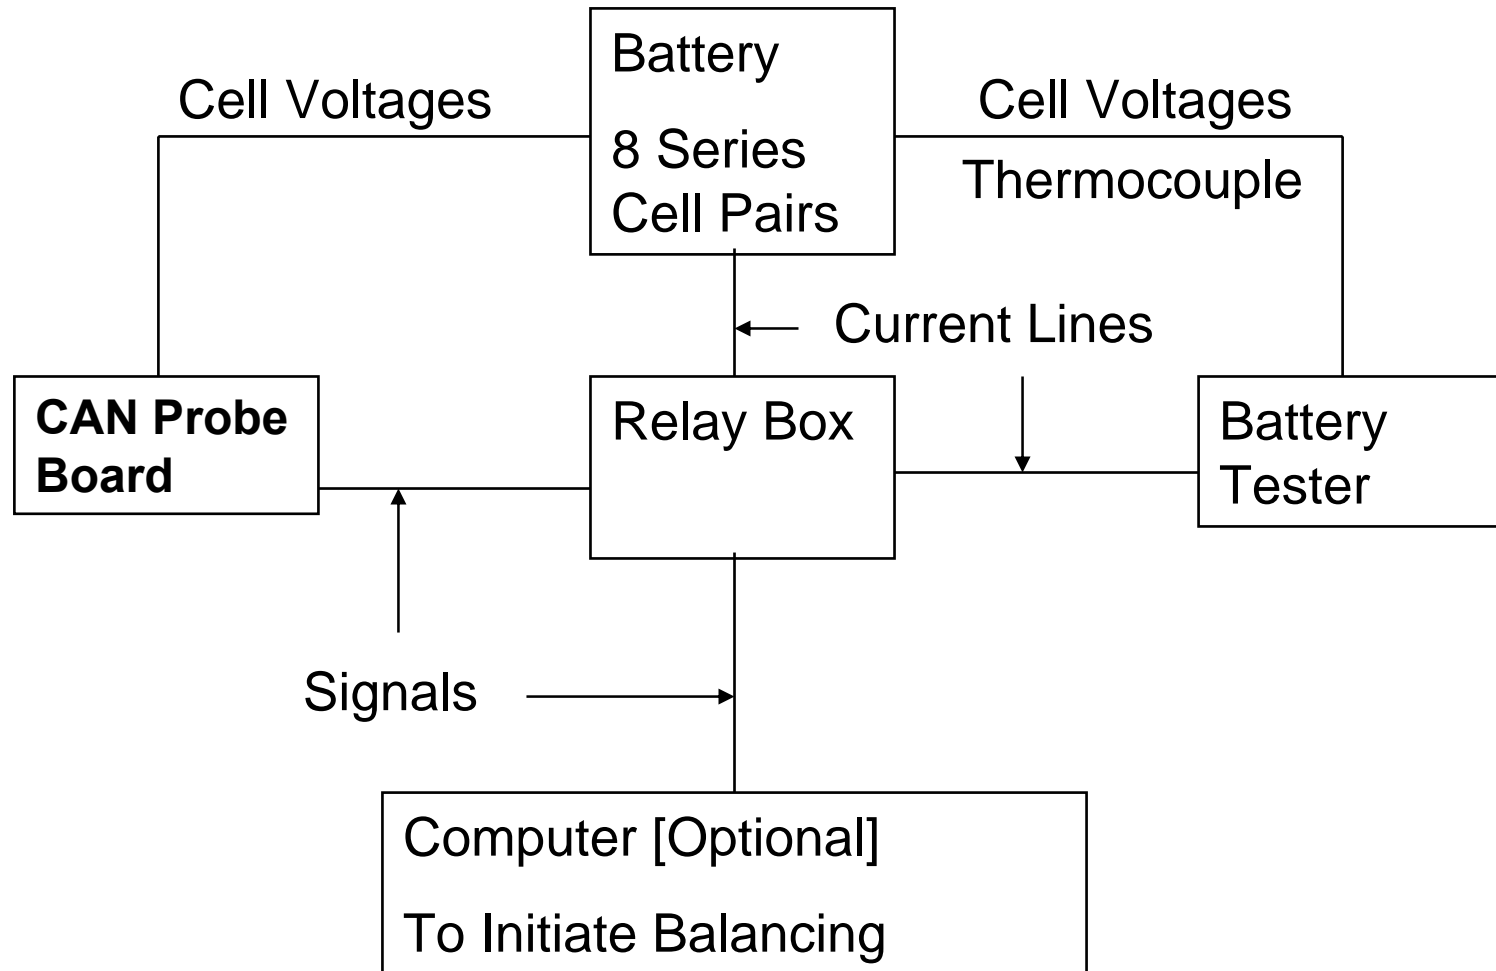 Battery
8 Series
Cell Pairs
Cell Voltages
Cell Voltages
Thermocouple
Current Lines
CAN Probe
Board
Relay Box
Battery
Tester
Signals
Computer [Optional]
To Initiate Balancing